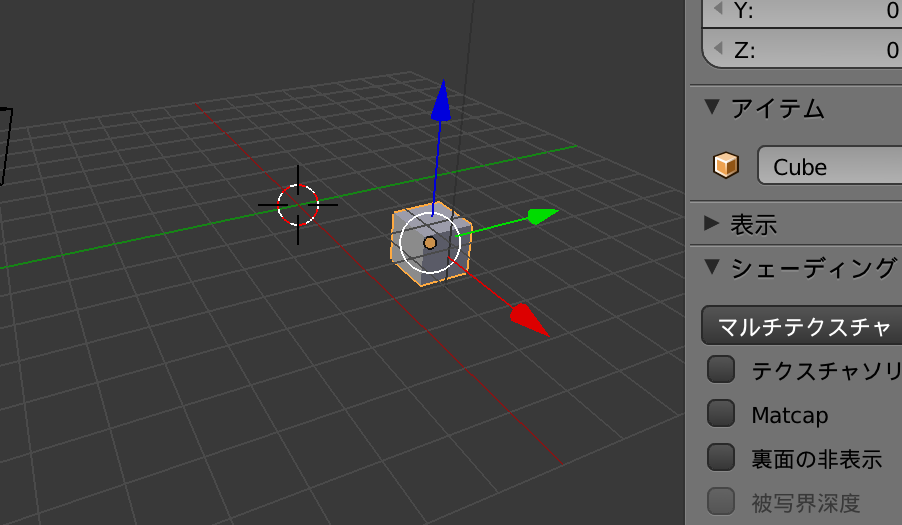 Y: 0
Z: 0
アイテム
Cube
表示
シェーディング
マルチテクスチャ
テクスチャソリ
Matcap
裏面の非表示
被写界深度